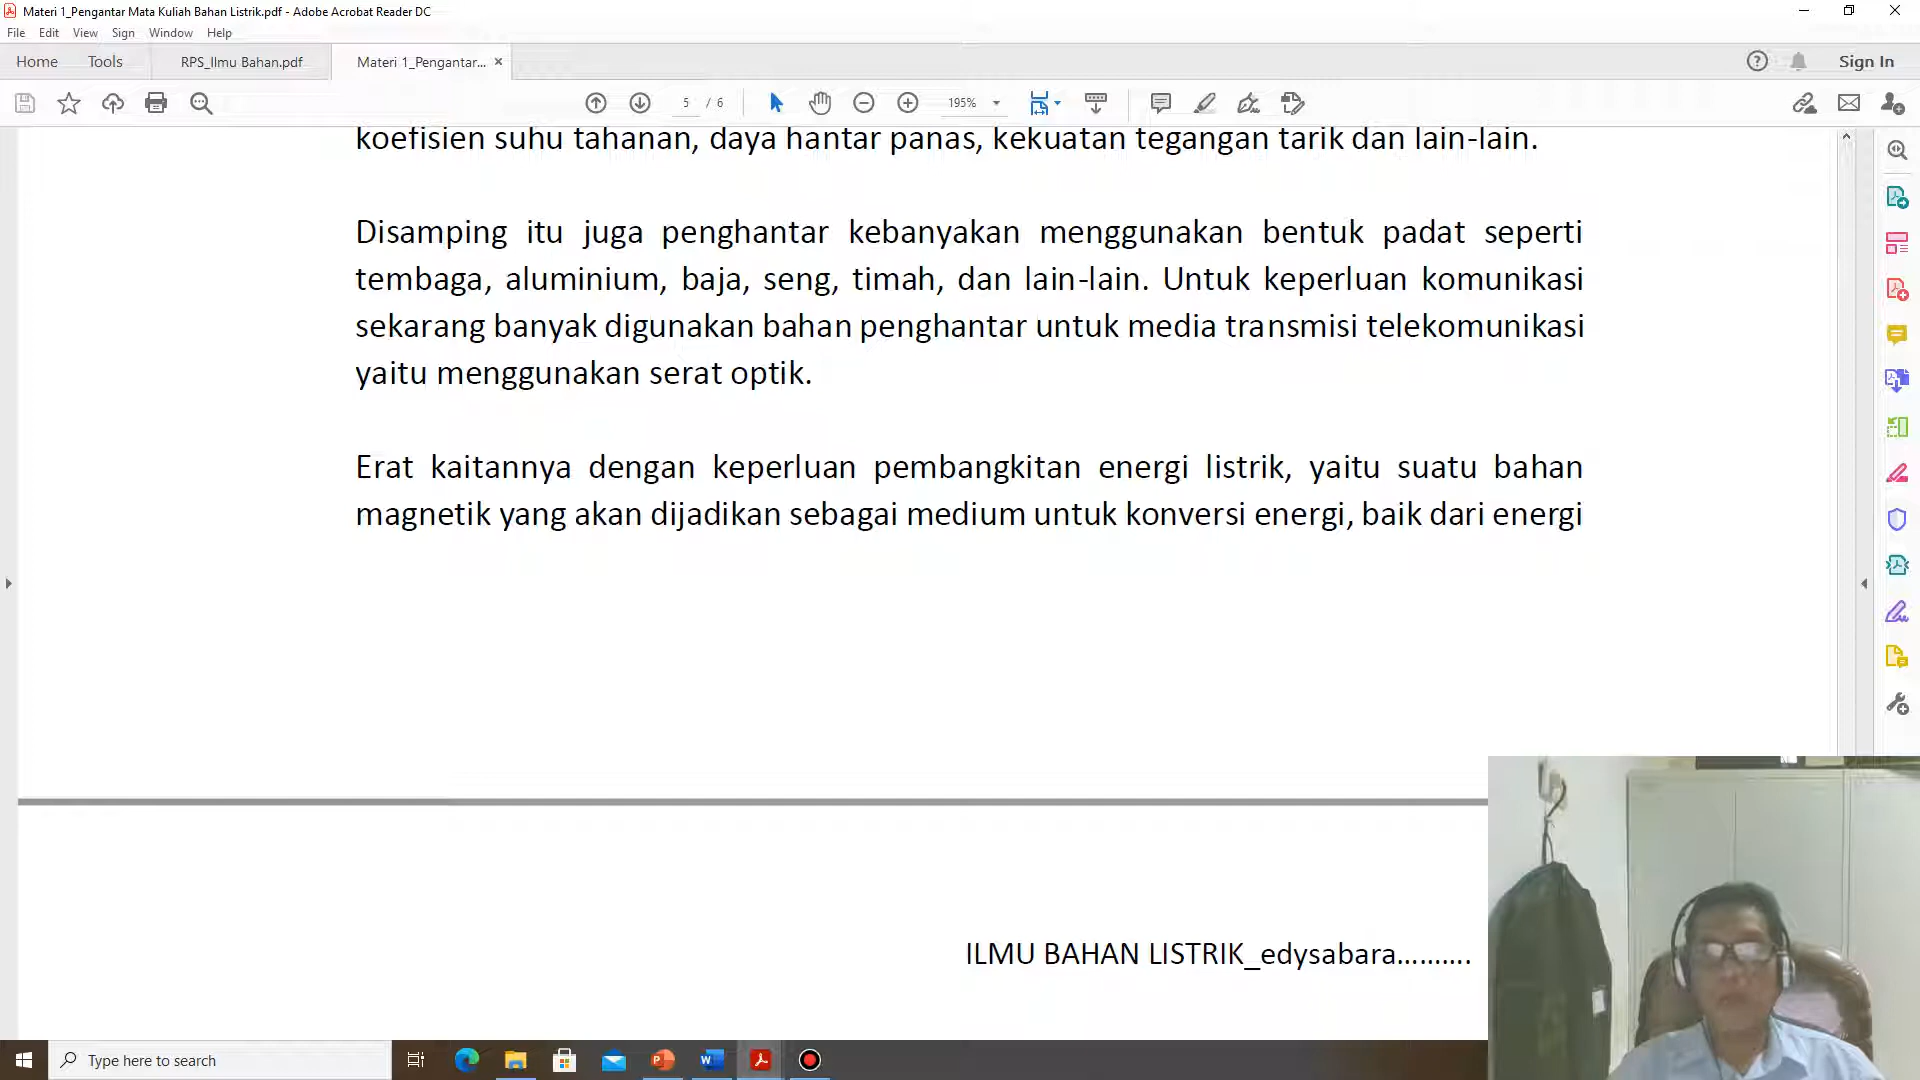 Materi 1_Pengantar Mata Kuliah Bahan Listrik.pdf - Adobe Acrobat Reader DC
File Edit View Sign Window Help
Home Tools RPS_Ilmu Bahan.pdf Materi 1_Pengantar... Sign In
5 / 6 195%
koefisien suhu tahanan, daya hantar panas, kekuatan tegangan tarik dan lain-lain.
Disamping itu juga penghantar kebanyakan menggunakan bentuk padat seperti
tembaga, aluminium, baja, seng, timah, dan lain-lain. Untuk keperluan komunikasi
sekarang banyak digunakan bahan penghantar untuk media transmisi telekomunikasi
yaitu menggunakan serat optik.
Erat kaitannya dengan keperluan pembangkitan energi listrik, yaitu suatu bahan
magnetik yang akan dijadikan sebagai medium untuk konversi energi, baik dari energi
ILMU BAHAN LISTRIK_edysabara..........
Type here to search